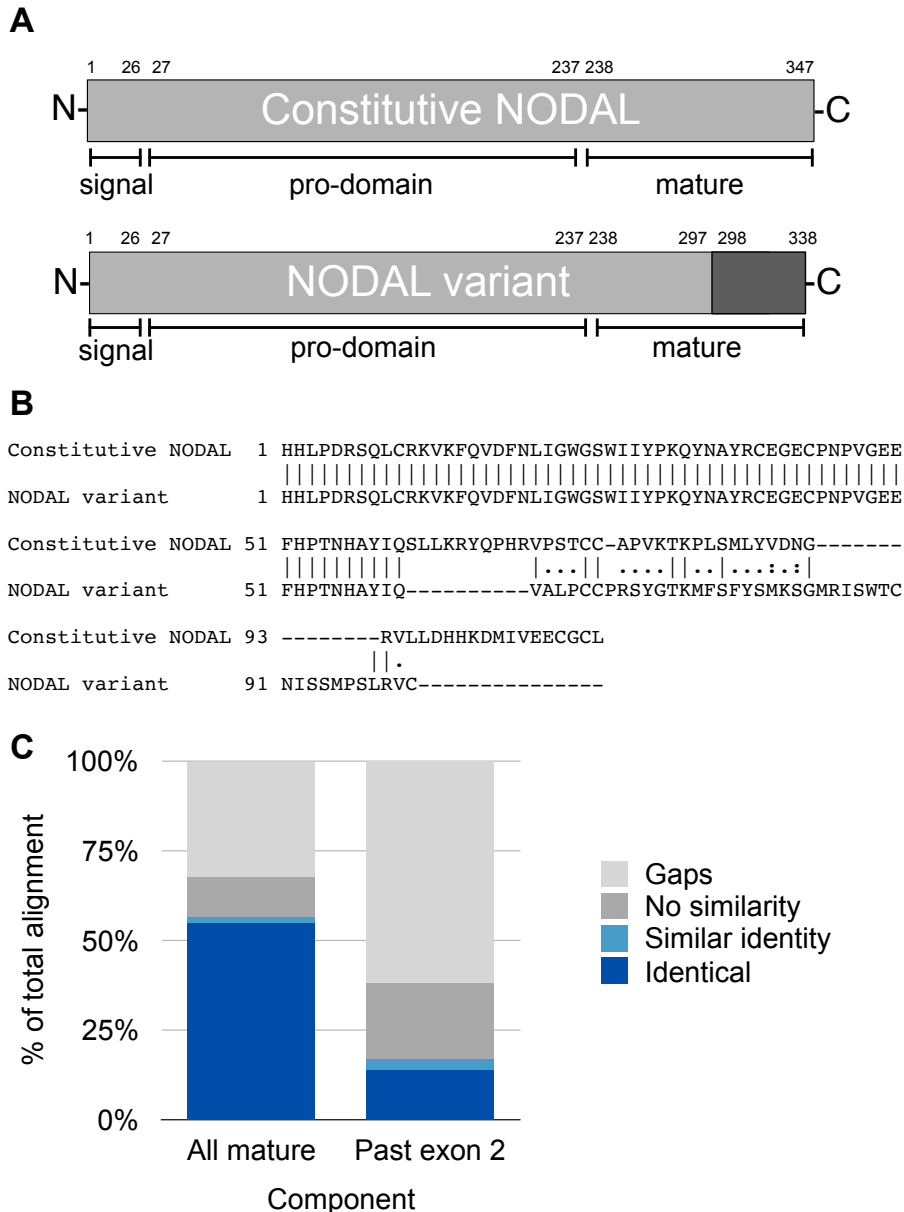 A
1 26 27 237 238 347
N- Constitutive NODAL -C
signal pro-domain mature
1 26 27 237 238 297 298 338
N- NODAL variant -C
signal pro-domain mature
B
Constitutive NODAL 1 HHLPDRSQLCRKVKFQVDFNLIGWGSWIIYPKQYNAYRCEGECPNPVGEE
||||||||||||||||||||||||||||||||||||||||||||||||||
NODAL variant 1 HHLPDRSQLCRKVKFQVDFNLIGWGSWIIYPKQYNAYRCEGECPNPVGEE
Constitutive NODAL 51 FHPTNHAYIQSLLKRYQPHRVPSTCC-APVKTKPLSMLYVDNG-------
|||||||||| |...|| ....||..|...:.:|
NODAL variant 51 FHPTNHAYIQ----------VALPCCPRSYGTKMFSFYSMKSGMRISWTC
Constitutive NODAL 93 --------RVLLDHHKDMIVEECGCL
||.
NODAL variant 91 NISSMPSLRVC---------------
C
100%
75%
50%
25%
0%
% of total alignment
All mature Past exon 2
Component
Gaps
No similarity
Similar identity
Identical